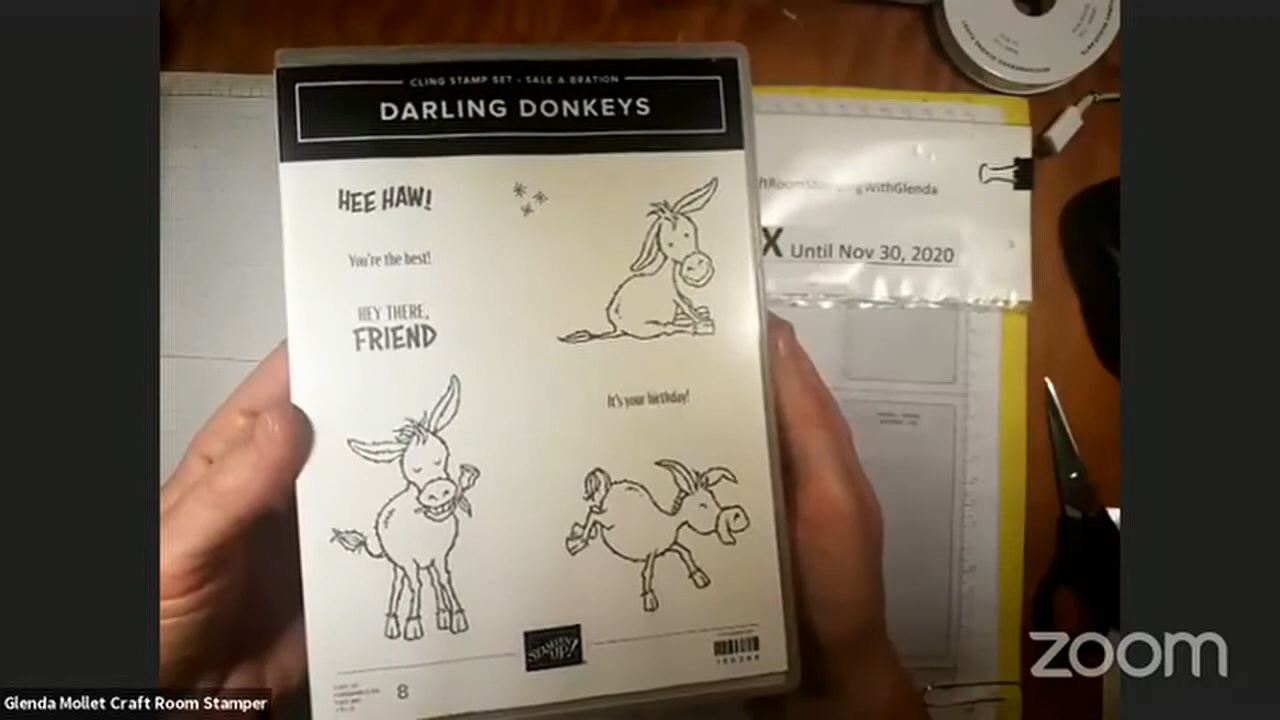 CLING STAMP SET - SALE-A-BRATION
DARLING DONKEYS
HEE HAW!
You're the best!
HEY THERE,
FRIEND
It's your birthday!
STAMPIN' UP!
8
WithGlenda
X Until Nov 30, 2020
zoom
Glenda Mollet Craft Room Stamper